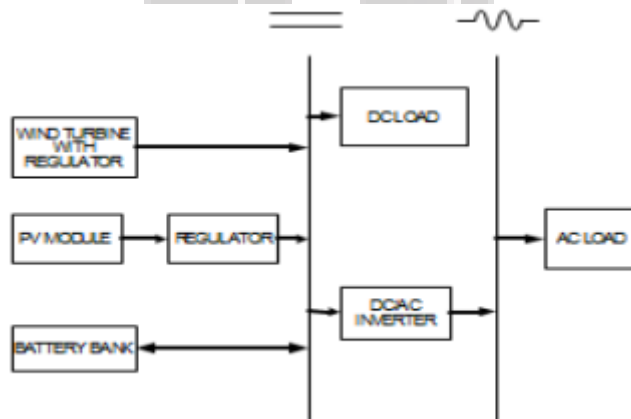 DC LOAD
WIND TURBINE
WITH
REGULATOR
PV MODULE
REGULATOR
AC LOAD
DC/AC
INVERTER
BATTERY BANK